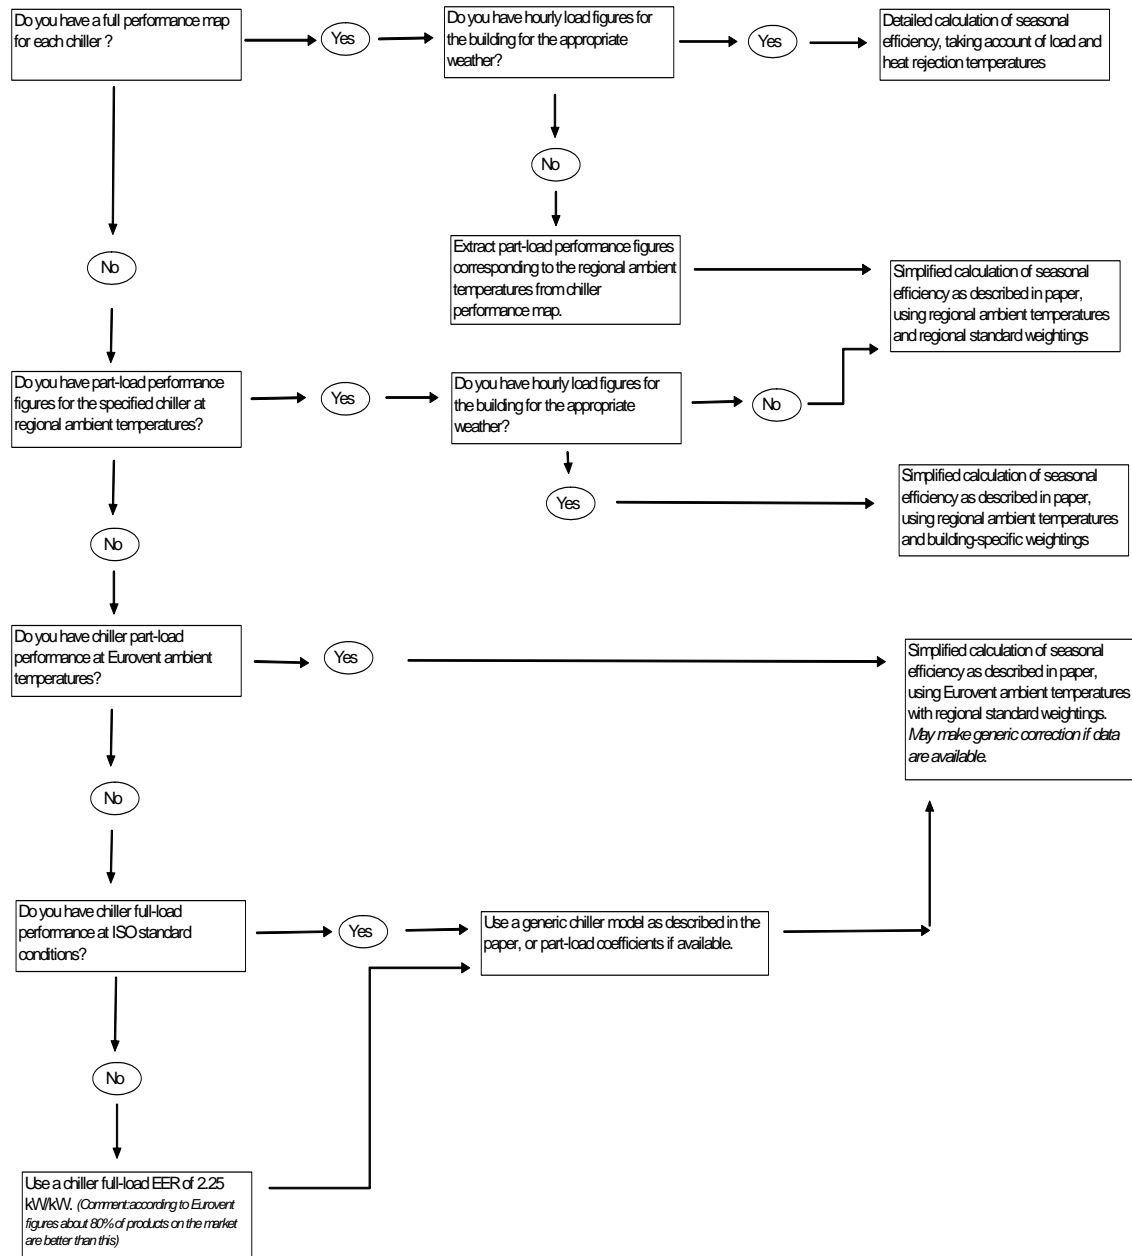 Do you have a full performance map
for each chiller ?
Yes
Do you have hourly load figures for
the building for the appropriate
weather?
Yes
Detailed calculation of seasonal
efficiency, taking account of load and
heat rejection temperatures
No
No
Extract part-load performance figures
corresponding to the regional ambient
temperatures from chiller
performance map.
Simplified calculation of seasonal
efficiency as described in paper,
using regional ambient temperatures
and regional standard weightings
Do you have part-load performance
figures for the specified chiller at
regional ambient temperatures?
Yes
Do you have hourly load figures for
the building for the appropriate
weather?
No
Yes
Simplified calculation of seasonal
efficiency as described in paper,
using regional ambient temperatures
and building-specific weightings
No
Do you have chiller part-load
performance at Eurovent ambient
temperatures?
Yes
Simplified calculation of seasonal
efficiency as described in paper,
using Eurovent ambient temperatures
with regional standard weightings.
May make generic correction if data
are available.
No
Do you have chiller full-load
performance at ISO standard
conditions?
Yes
Use a generic chiller model as described in the
paper, or part-load coefficients if available.
No
Use a chiller full-load EER of 2.25
kW/kW. (Comment:according to Eurovent
figures about 80% of products on the market
are better than this)